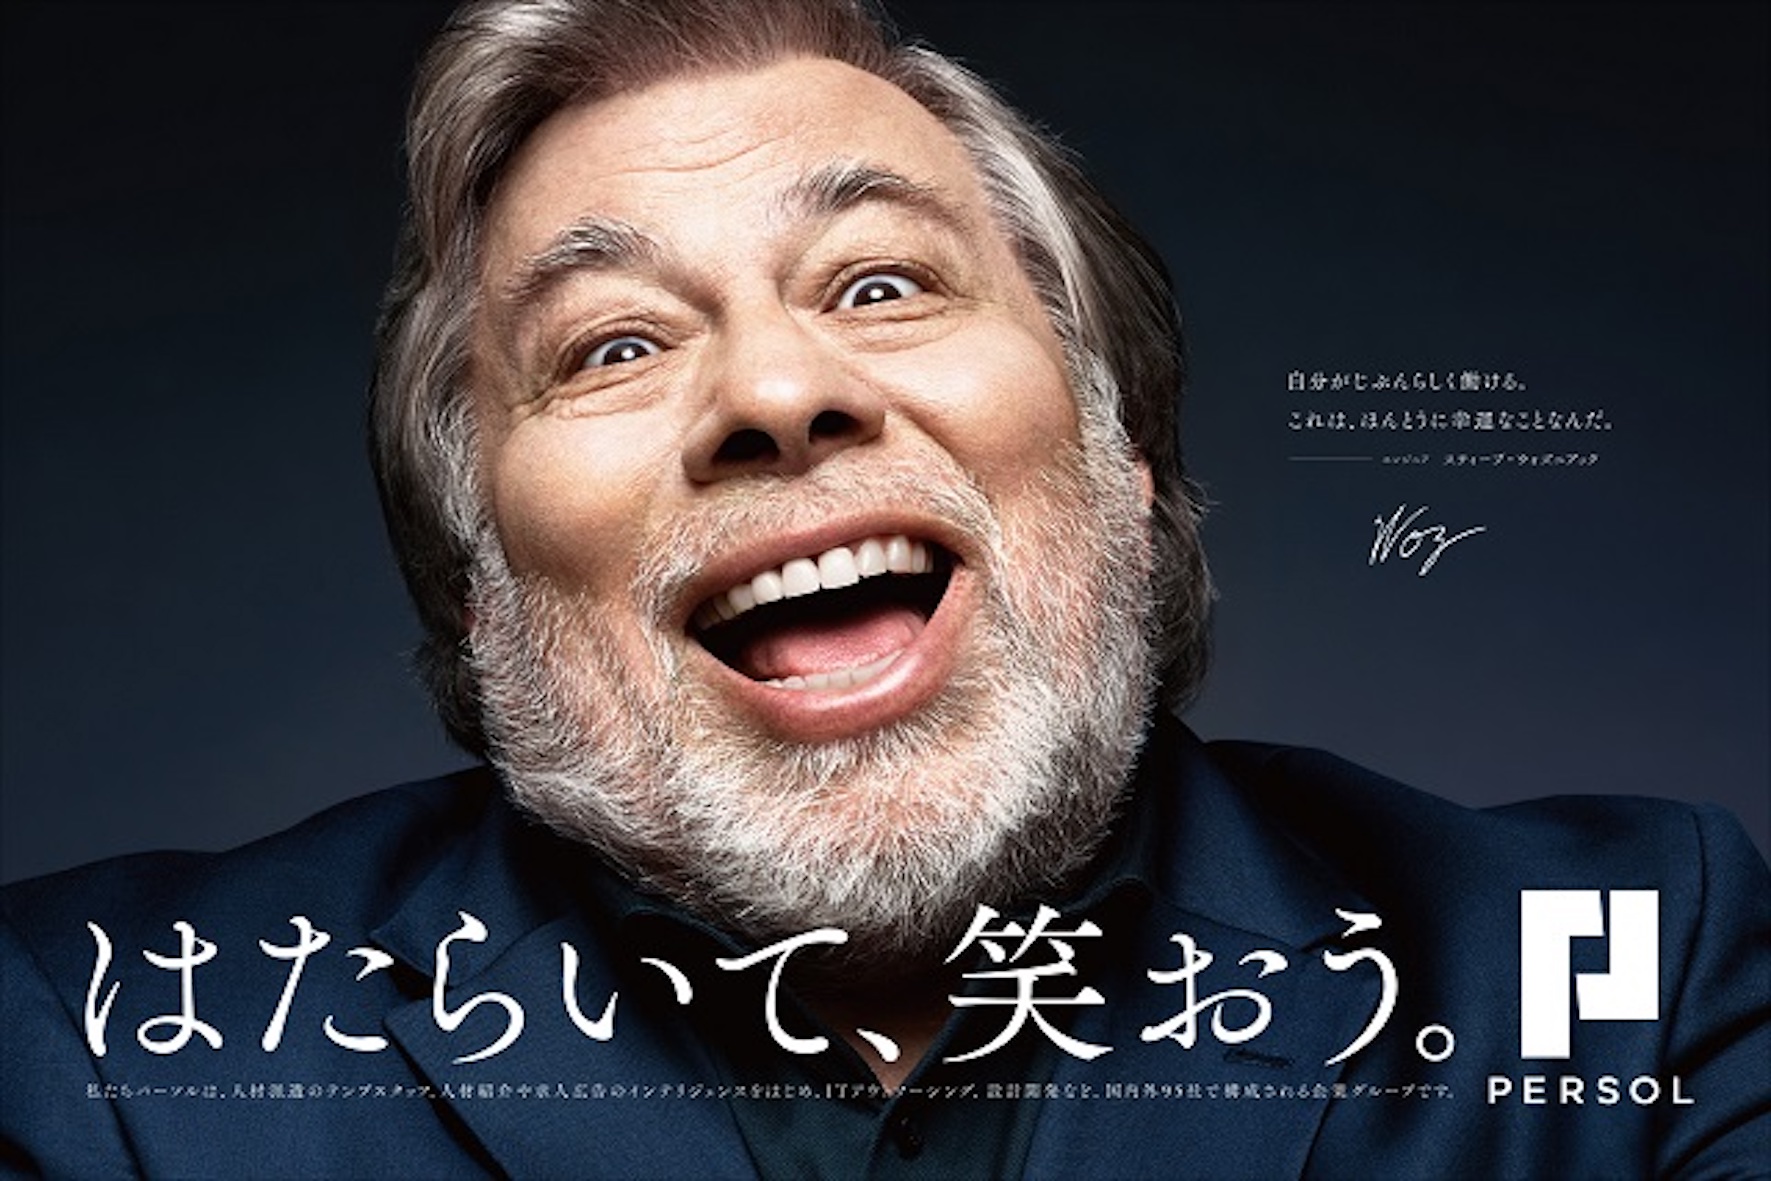 自分がじぶんらしく働ける。
これは、ほんとうに幸運なことなんだ。
エンジニア スティーブ・ウォズニアック
Woz
はたらいて、笑おう。
私たちパーソルは、人材派遣のテンプスタッフ、人材紹介や求人広告のインテリジェンスをはじめ、ITアウトソーシング、設計開発など、国内外95社で構成される企業グループです。
PERSOL